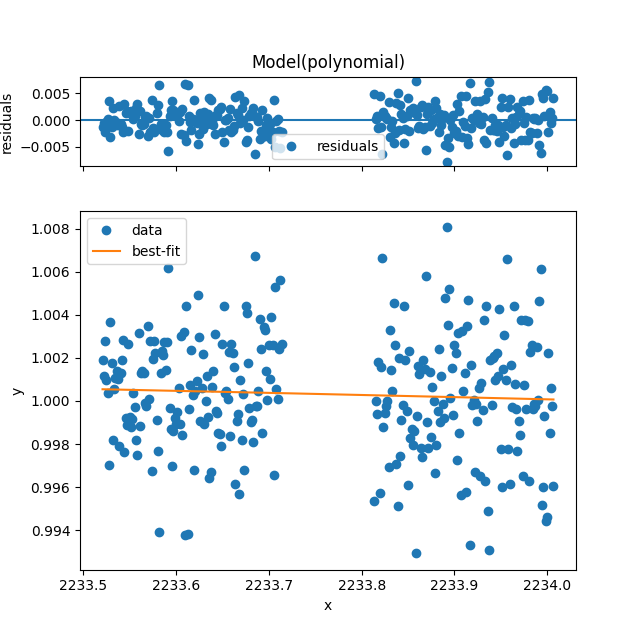 Model(polynomial)
residuals
0.005
0.000
−0.005
residuals
1.008
1.006
1.004
1.002
1.000
0.998
0.996
0.994
y
data
best-fit
2233.5 2233.6 2233.7 2233.8 2233.9 2234.0
x